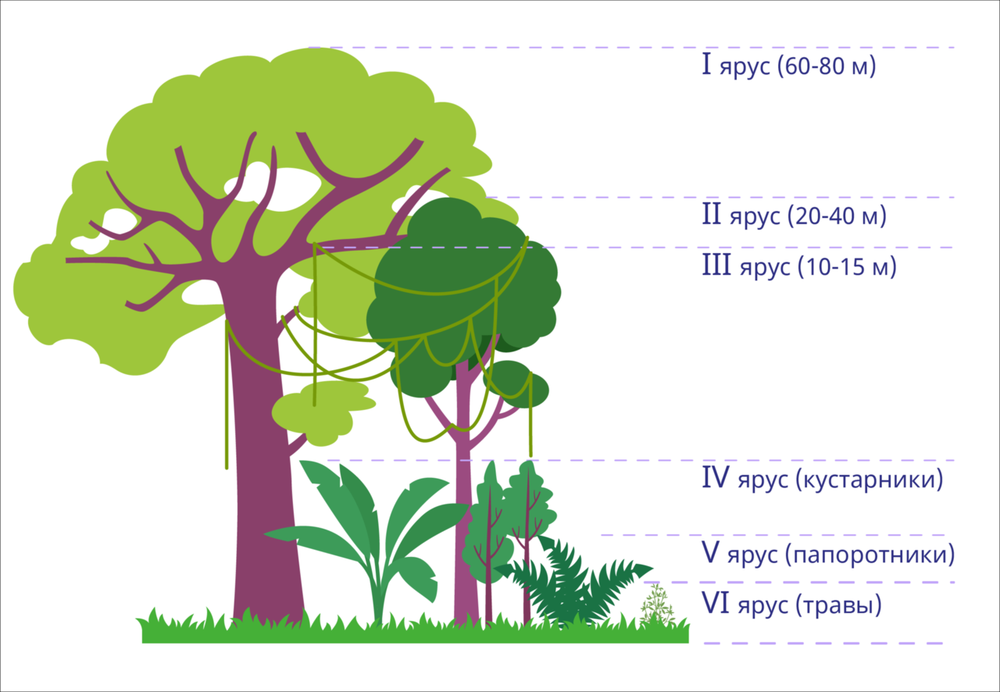 I ярус (60-80 м)
II ярус (20-40 м)
III ярус (10-15 м)
IV ярус (кустарники)
V ярус (папоротники)
VI ярус (травы)